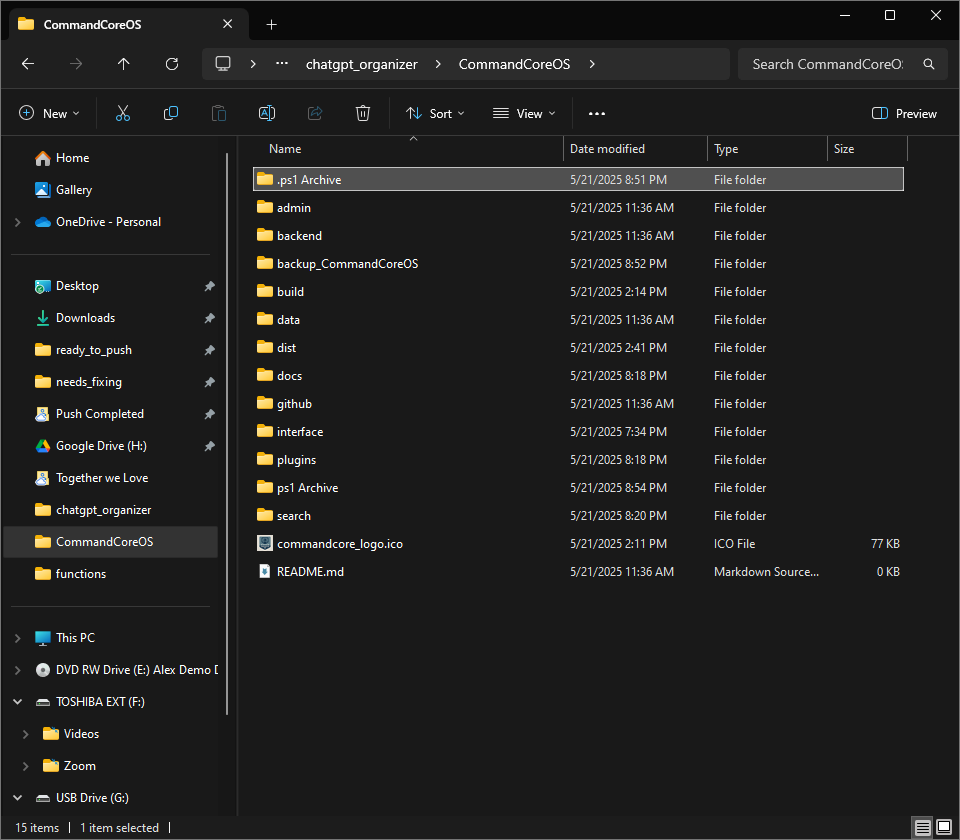 CommandCoreOS
chatgpt_organizer
CommandCoreOS
Search CommandCoreO
New
Sort
View
Preview
Name
Date modified
Type
Size
Home
Gallery
OneDrive - Personal
Desktop
Downloads
ready_to_push
needs_fixing
Push Completed
Google Drive (H:)
Together we Love
chatgpt_organizer
CommandCoreOS
functions
This PC
DVD RW Drive (E:) Alex Demo D
TOSHIBA EXT (F:)
Videos
Zoom
USB Drive (G:)
.ps1 Archive 5/21/2025 8:51 PM File folder
admin 5/21/2025 11:36 AM File folder
backend 5/21/2025 11:36 AM File folder
backup_CommandCoreOS 5/21/2025 8:52 PM File folder
build 5/21/2025 2:14 PM File folder
data 5/21/2025 11:36 AM File folder
dist 5/21/2025 2:41 PM File folder
docs 5/21/2025 8:18 PM File folder
github 5/21/2025 11:36 AM File folder
interface 5/21/2025 7:34 PM File folder
plugins 5/21/2025 8:18 PM File folder
ps1 Archive 5/21/2025 8:54 PM File folder
search 5/21/2025 8:20 PM File folder
commandcore_logo.ico 5/21/2025 2:11 PM ICO File 77 KB
README.md 5/21/2025 11:36 AM Markdown Source... 0 KB
15 items
1 item selected